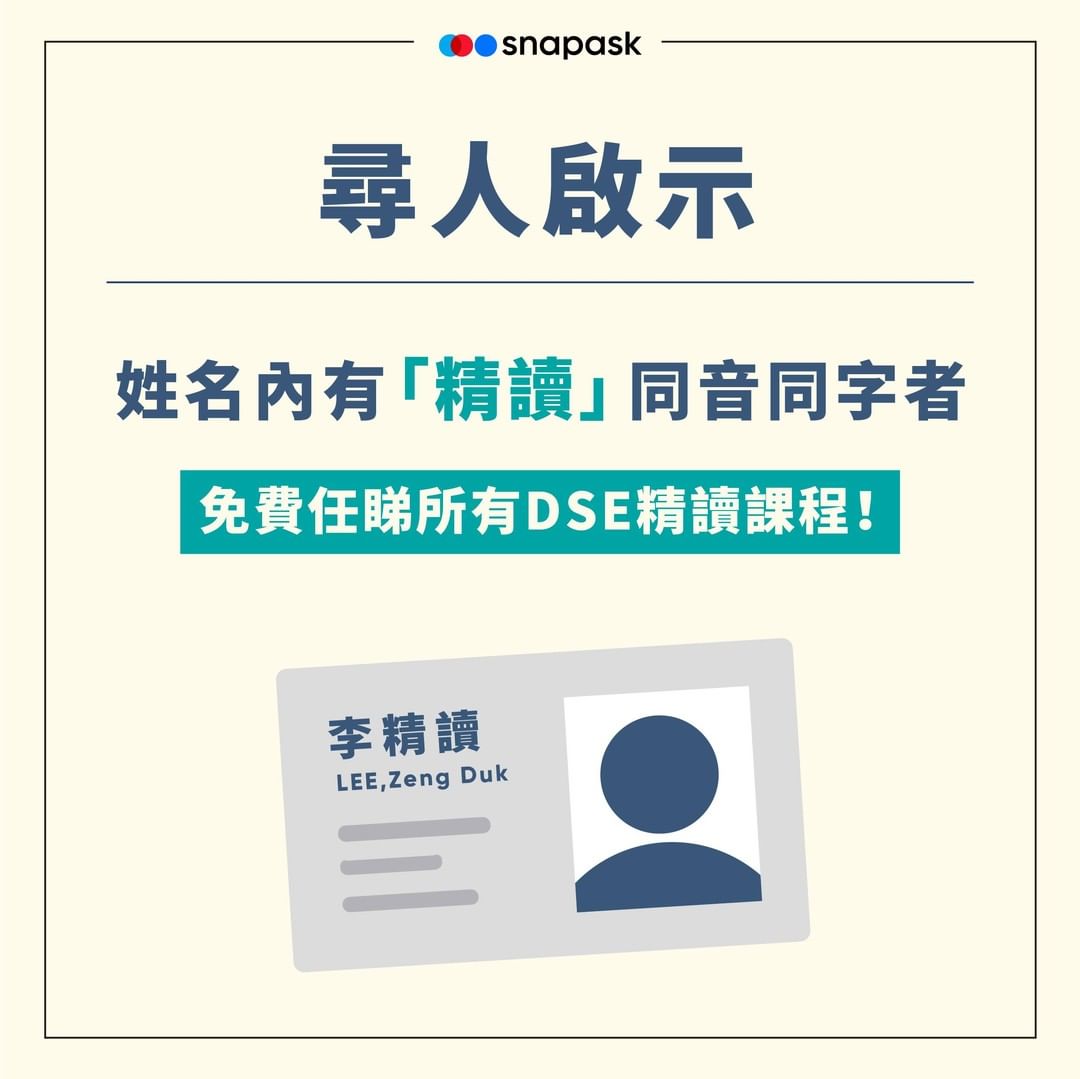 snapask
尋人啟示
姓名內有「精讀」同音同字者
免費任睇所有DSE精讀課程！
李精讀
LEE,Zeng Duk